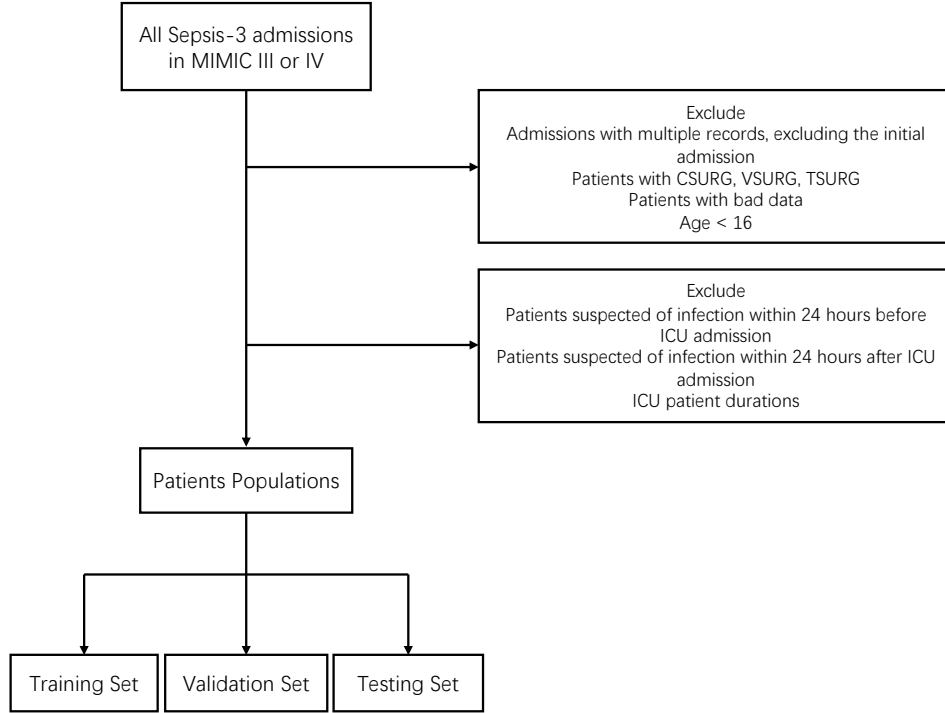 All Sepsis-3 admissions
in MIMIC III or IV
Exclude
Admissions with multiple records, excluding the initial
admission
Patients with CSURG, VSURG, TSURG
Patients with bad data
Age < 16
Exclude
Patients suspected of infection within 24 hours before
ICU admission
Patients suspected of infection within 24 hours after ICU
admission
ICU patient durations
Patients Populations
Training Set
Validation Set
Testing Set